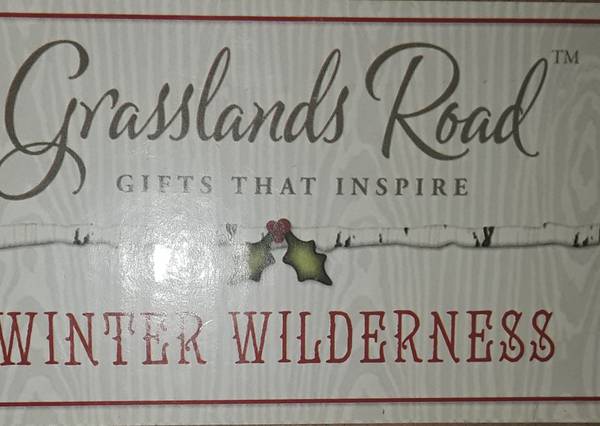 Grasslands Road™
GIFTS THAT INSPIRE
WINTER WILDERNESS